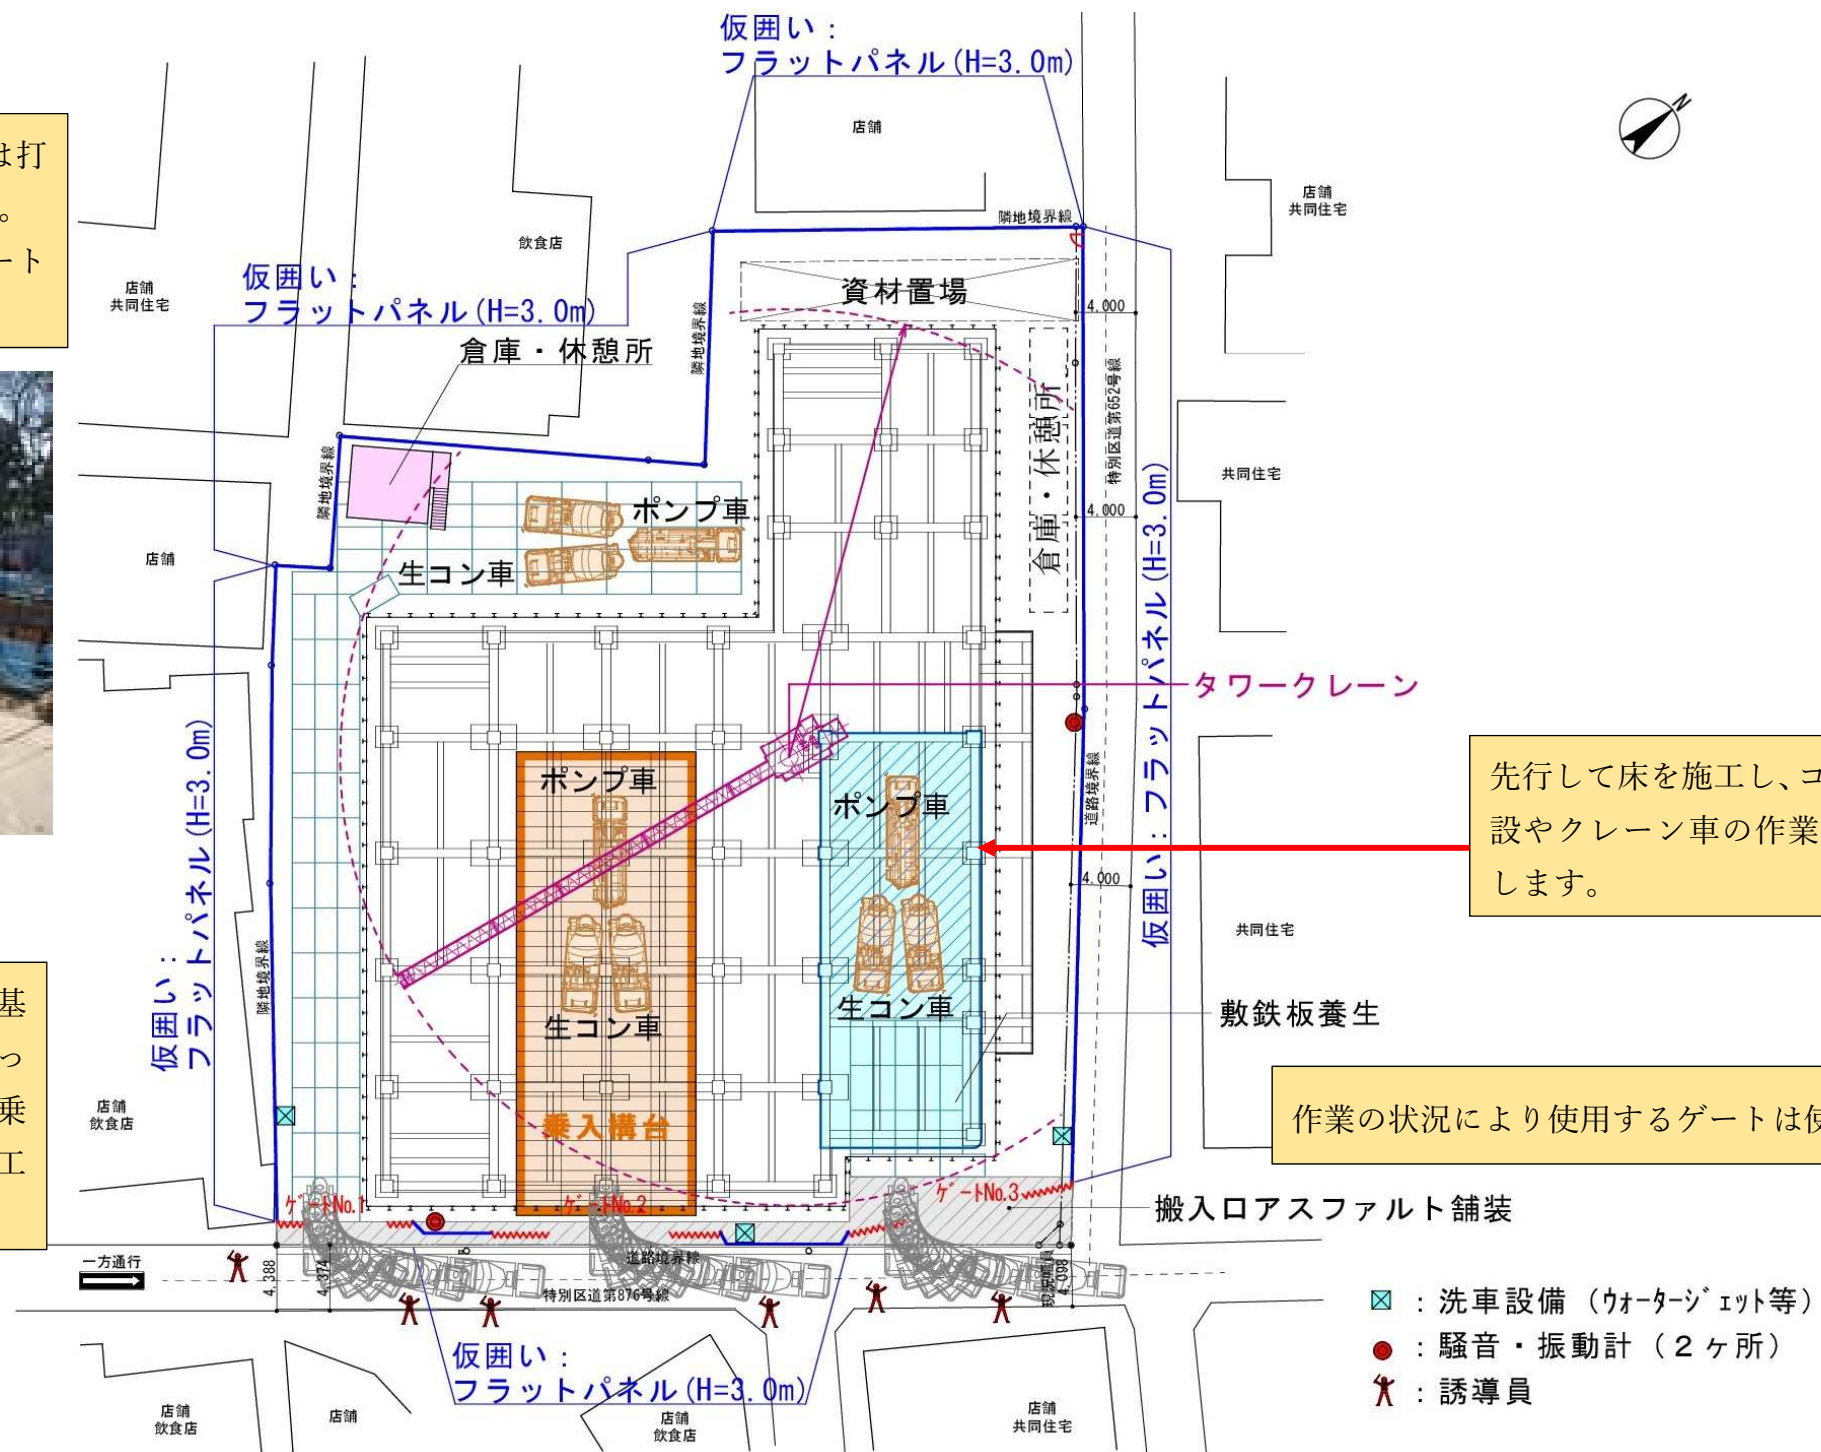 仮囲い：
フラットパネル(H=3.0m)
店舗
N
は打
。
ート
店舗
共同住宅
隣地境界線
飲食店
店舗
共同住宅
仮囲い：
フラットパネル(H=3.0m)
資材置場
4.000
隣地境界線
倉庫・休憩所
特別区道第652号線
倉庫・休憩所
隣地境界線
共同住宅
ポンプ車
4.000
生コン車
店舗
仮囲い：フラットパネル(H=3.0m)
タワークレーン
仮囲い：
フラットパネル(H=3.0m)
ポンプ車
ポンプ車
道路境界線
先行して床を施工し、コ
設やクレーン車の作業
します。
4.000
隣地境界線
共同住宅
生コン車
生コン車
敷鉄板養生
基
っ
乗
工
店舗
飲食店
乗入構台
作業の状況により使用するゲートは使
ｹﾞｰﾄNo.1
ｹﾞｰﾄNo.2
ｹﾞｰﾄNo.3
搬入口アスファルト舗装
一方通行
道路境界線
4.388
4.374
特別区道第876号線
現況幅員
4.098
：洗車設備（ｳｫｰﾀｰｼﾞｪｯﾄ等）
：騒音・振動計（２ヶ所）
：誘導員
仮囲い：
フラットパネル(H=3.0m)
店舗
飲食店
店舗
店舗
飲食店
店舗
共同住宅